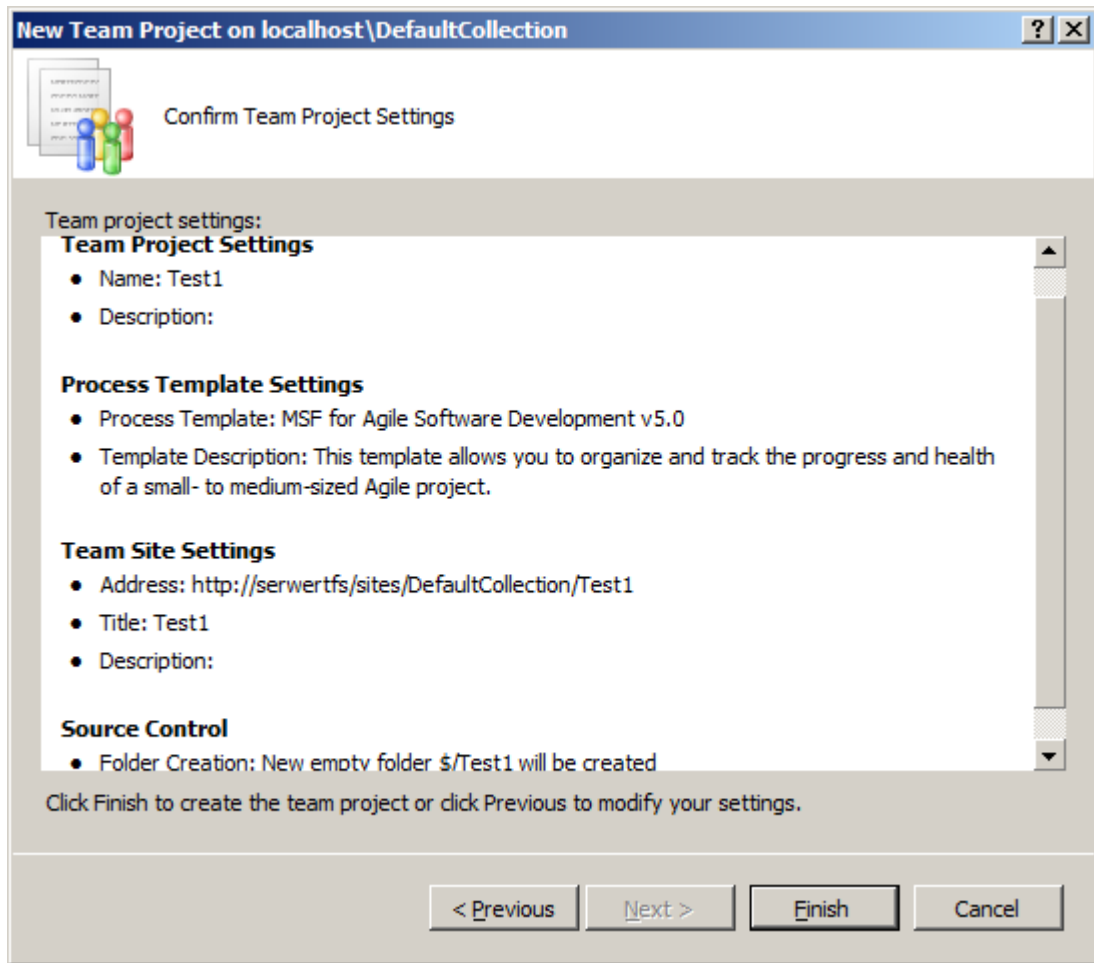 New Team Project on localhost\DefaultCollection
Confirm Team Project Settings
Team project settings:
Team Project Settings
• Name: Test1
• Description:
Process Template Settings
• Process Template: MSF for Agile Software Development v5.0
• Template Description: This template allows you to organize and track the progress and health
of a small- to medium-sized Agile project.
Team Site Settings
• Address: http://serwertfs/sites/DefaultCollection/Test1
• Title: Test1
• Description:
Source Control
• Folder Creation: New empty folder $/Test1 will be created
Click Finish to create the team project or click Previous to modify your settings.
< Previous Next > Finish Cancel